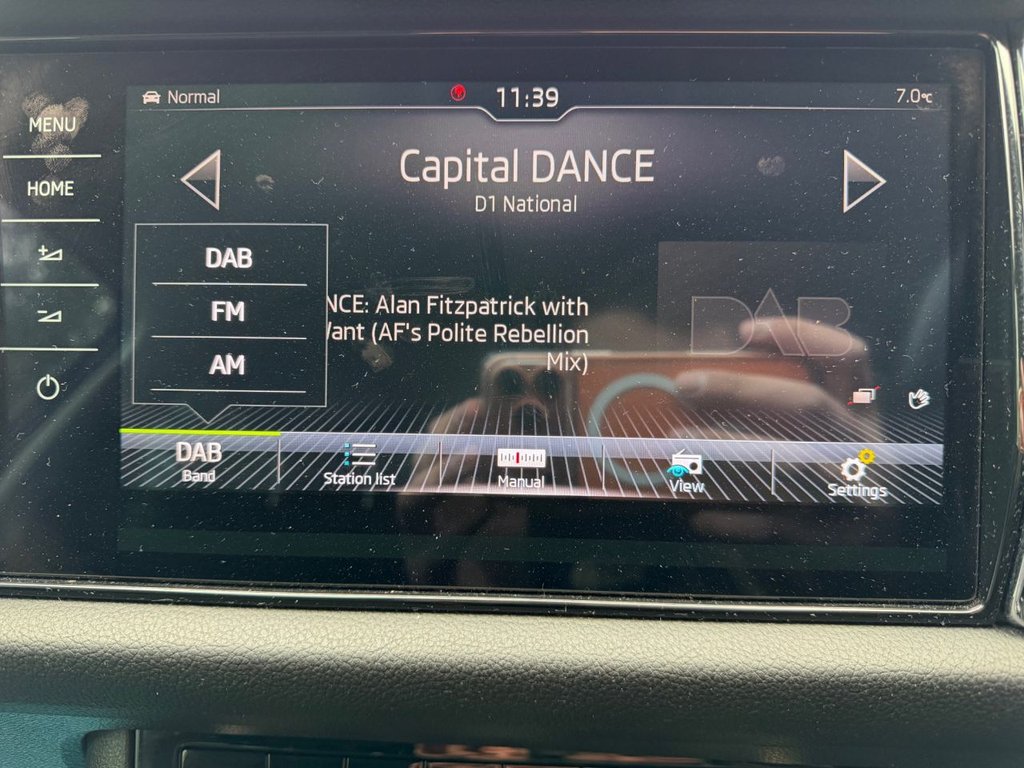 Normal
11:39
7.0°C
MENU
HOME
Capital DANCE
D1 National
DAB
FM
AM
NCE: Alan Fitzpatrick with
ant (AF's Polite Rebellion
Mix)
DAB
DAB
Band
Station list
Manual
View
Settings